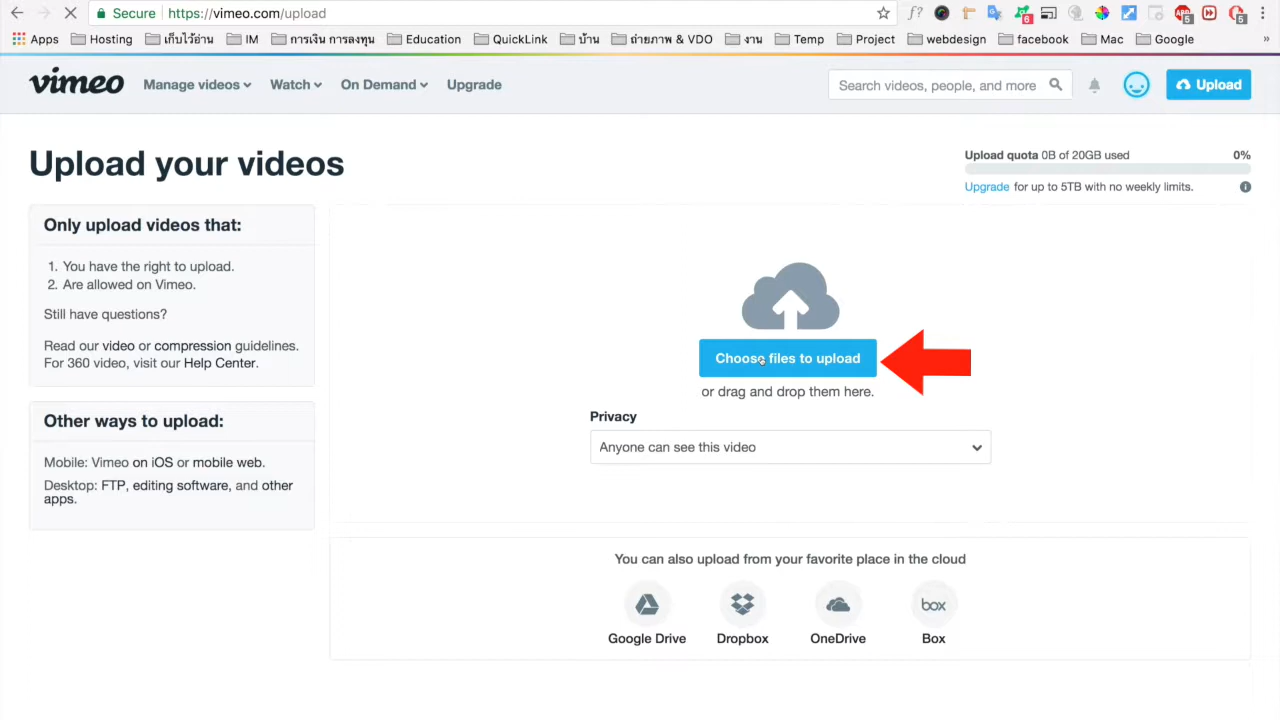 Secure https://vimeo.com/upload
f? 6 ABP 5 5
Apps Hosting เก็บไว้อ่าน IM การเงิน การลงทุน Education QuickLink บ้าน ถ่ายภาพ & VDO งาน Temp Project webdesign facebook Mac Google »
vimeo Manage videos Watch On Demand Upgrade Search videos, people, and more Upload
Upload your videos
Upload quota 0B of 20GB used 0%
Upgrade for up to 5TB with no weekly limits.
Only upload videos that:
1. You have the right to upload.
2. Are allowed on Vimeo.
Still have questions?
Read our video or compression guidelines.
For 360 video, visit our Help Center.
Other ways to upload:
Mobile: Vimeo on iOS or mobile web.
Desktop: FTP, editing software, and other
apps.
Choose files to upload
or drag and drop them here.
Privacy
Anyone can see this video
You can also upload from your favorite place in the cloud
box
Google Drive Dropbox OneDrive Box